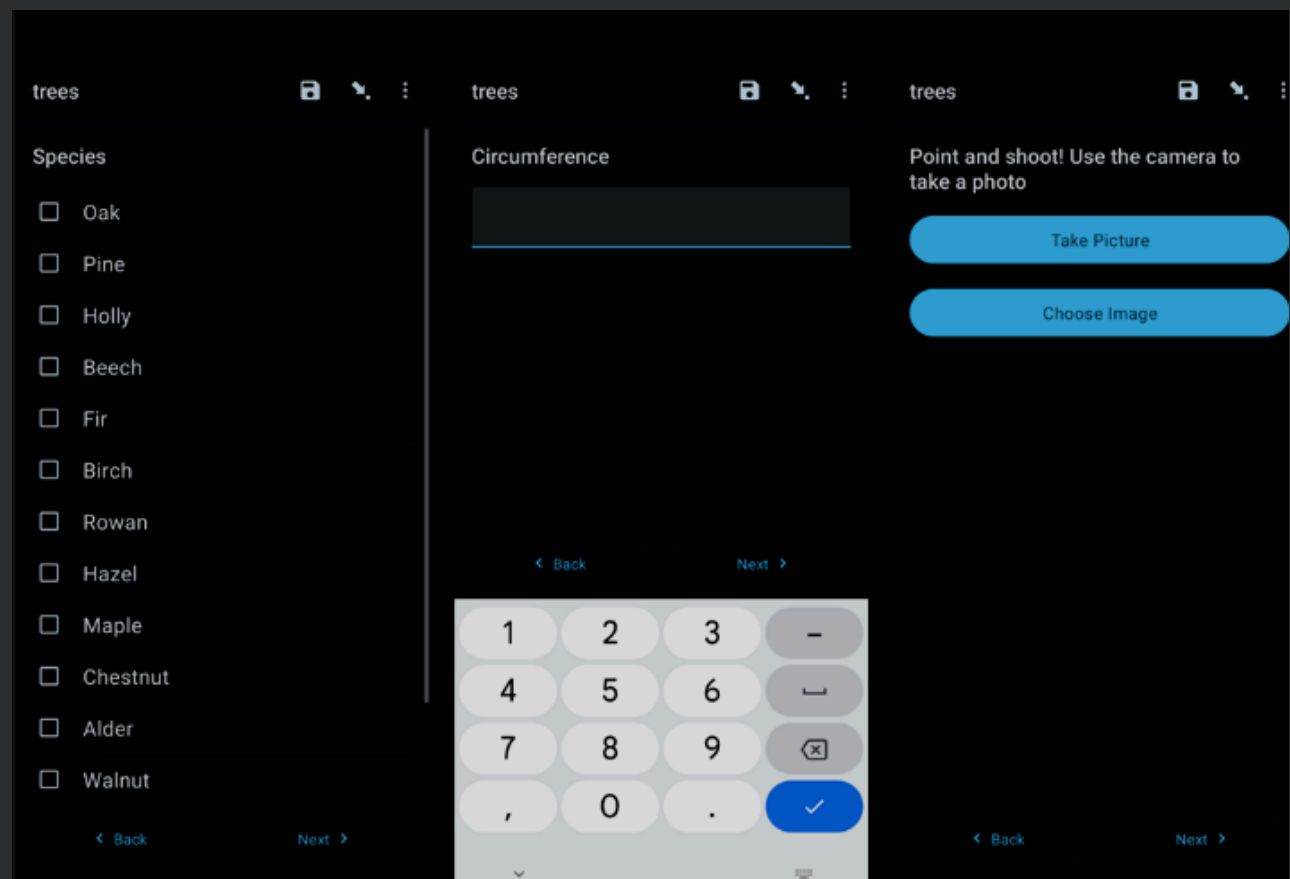 trees
Species
Oak
Pine
Holly
Beech
Fir
Birch
Rowan
Hazel
Maple
Chestnut
Alder
Walnut
Back
Next
trees
Circumference
Back
Next
1 2 3 –
4 5 6
7 8 9
, 0 .
trees
Point and shoot! Use the camera to
take a photo
Take Picture
Choose Image
Back
Next